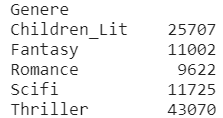 Genere
Children_Lit 25707
Fantasy 11002
Romance 9622
Scifi 11725
Thriller 43070